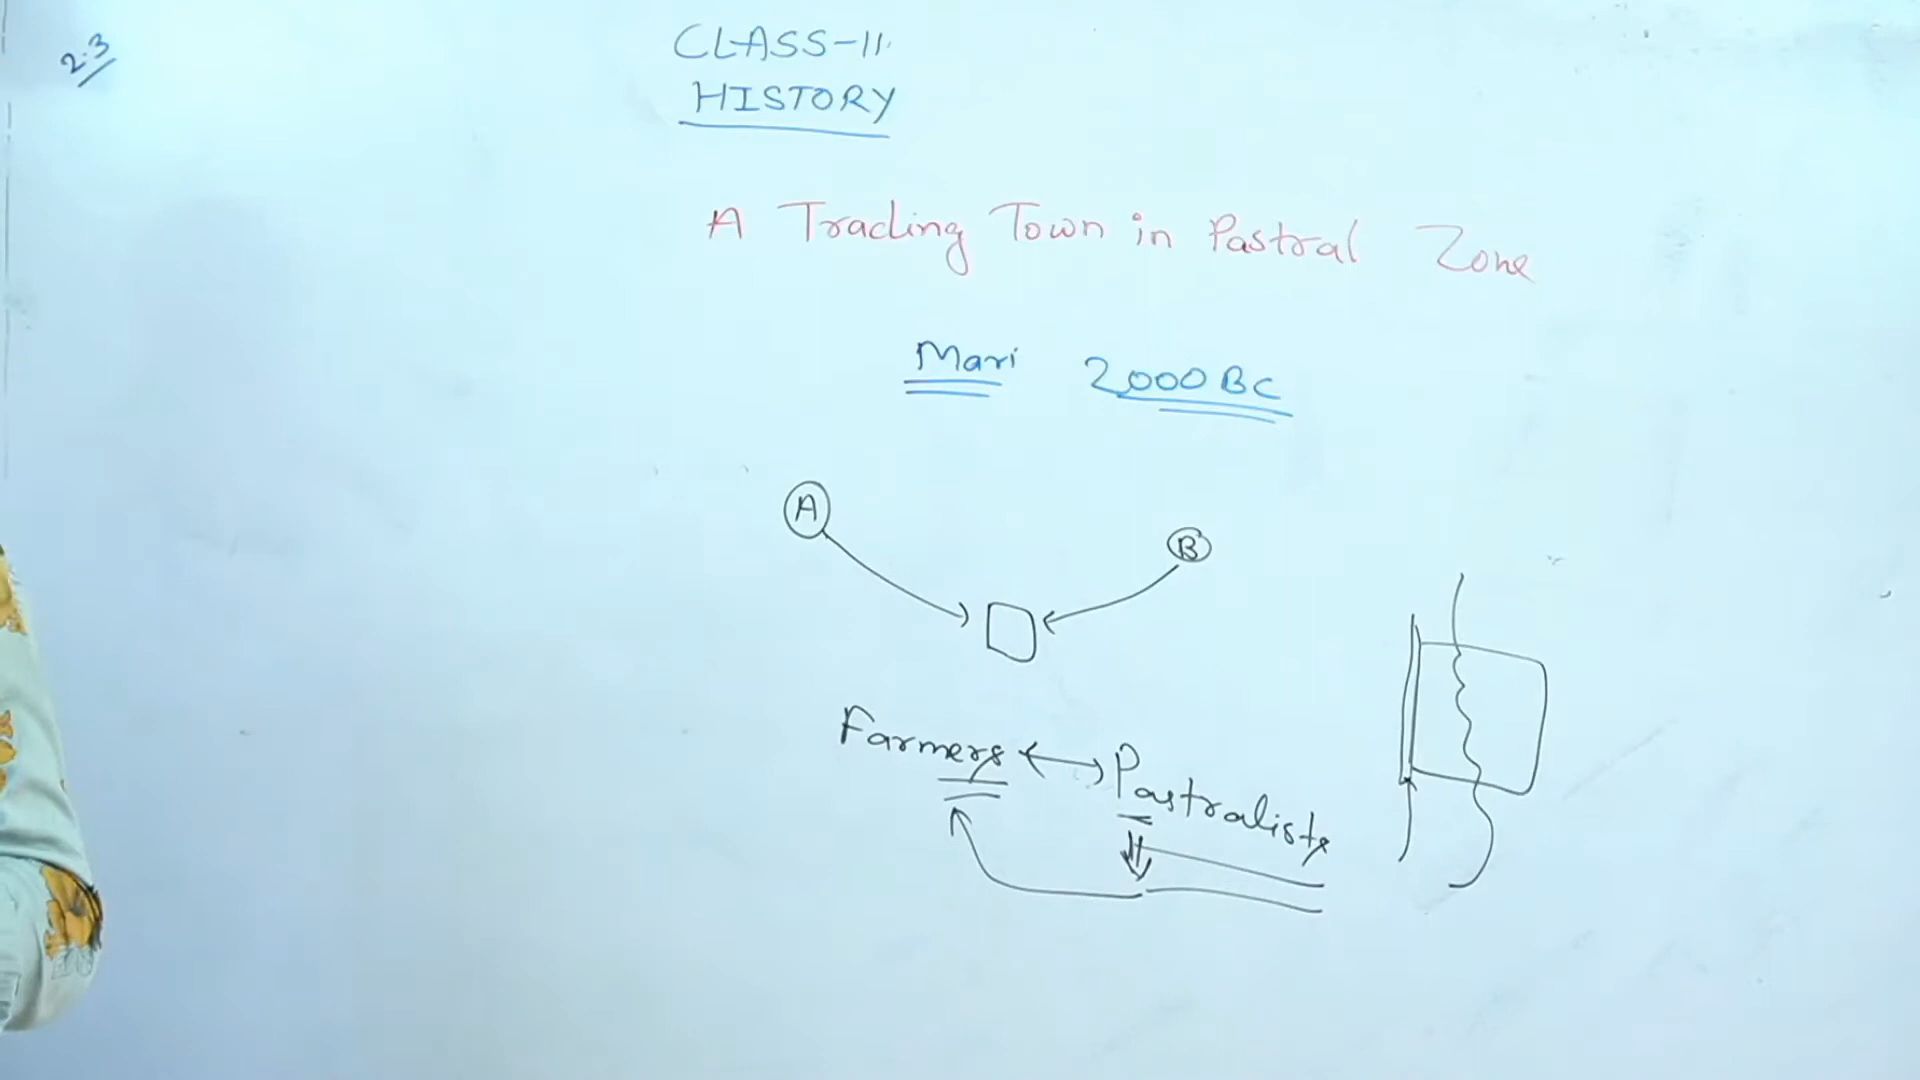 2.3
CLASS-11
HISTORY
A Trading Town in Pastral Zone
Mari 2000 BC
A
B
Farmers Pastralists